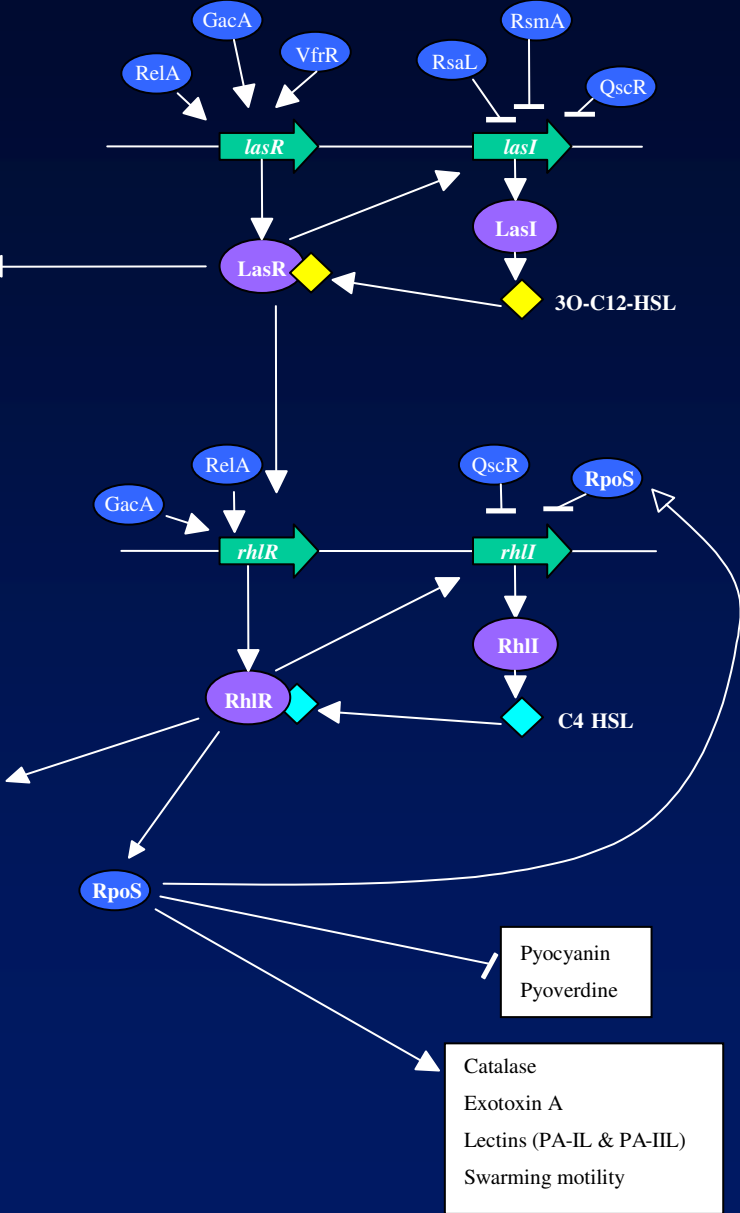 GacA
RsmA
VfrR
RsaL
RelA
QscR
lasR
lasI
LasI
LasR
3O-C12-HSL
RelA
QscR
RpoS
GacA
rhlR
rhlI
RhlI
RhlR
C4 HSL
RpoS
Pyocyanin
Pyoverdine
Catalase
Exotoxin A
Lectins (PA-IL & PA-IIL)
Swarming motility